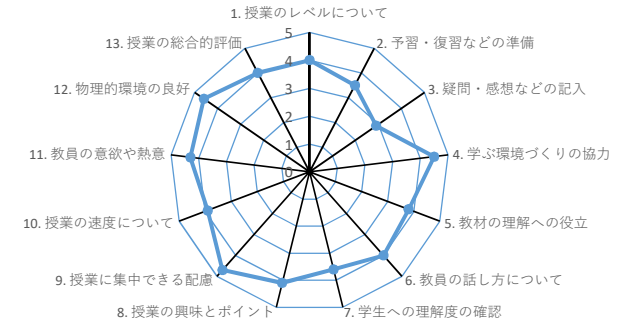 1. 授業のレベルについて
2. 予習・復習などの準備
3. 疑問・感想などの記入
4. 学ぶ環境づくりの協力
5. 教材の理解への役立
6. 教員の話し方について
7. 学生への理解度の確認
8. 授業の興味とポイント
9. 授業に集中できる配慮
10. 授業の速度について
11. 教員の意欲や熱意
12. 物理的環境の良好
13. 授業の総合的評価
5
4
3
2
1
0